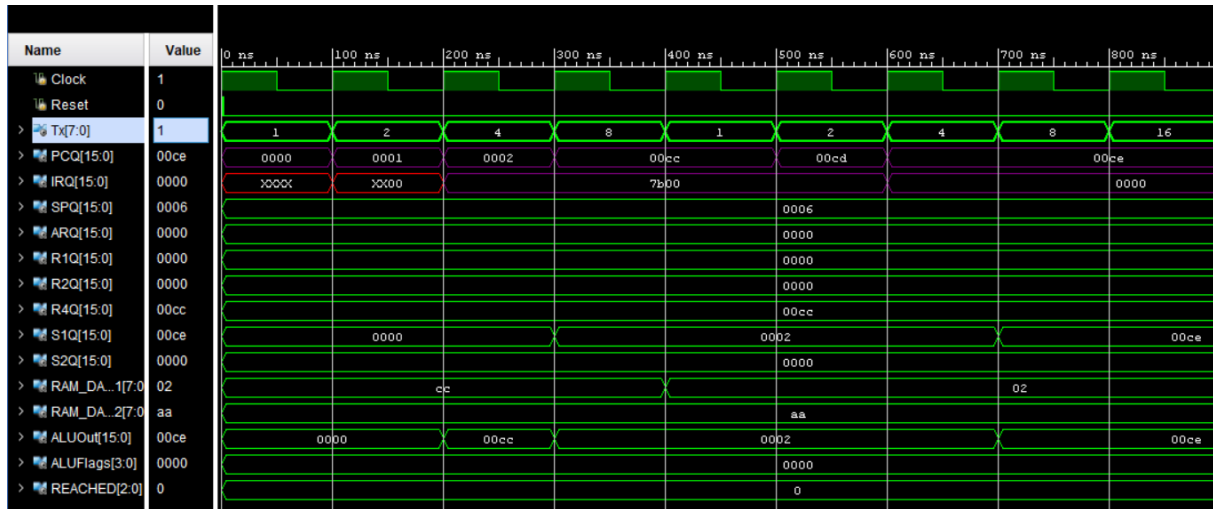 Name Value 0 ns 100 ns 200 ns 300 ns 400 ns 500 ns 600 ns 700 ns 800 ns
Clock 1
Reset 0
Tx[7:0] 1 1 2 4 8 1 2 4 8 16
PCQ[15:0] 00ce 0000 0001 0002 00cc 00cd 00ce
IRQ[15:0] 0000 XXXX XX00 7b00 0000
SPQ[15:0] 0006 0006
ARQ[15:0] 0000 0000
R1Q[15:0] 0000 0000
R2Q[15:0] 0000 0000
R4Q[15:0] 00cc 00cc
S1Q[15:0] 00ce 0000 0002 00ce
S2Q[15:0] 0000 0000
RAM_DA...1[7:0 02 cc 02
RAM_DA...2[7:0 aa aa
ALUOut[15:0] 00ce 0000 00cc 0002 00ce
ALUFlags[3:0] 0000 0000
REACHED[2:0] 0 0